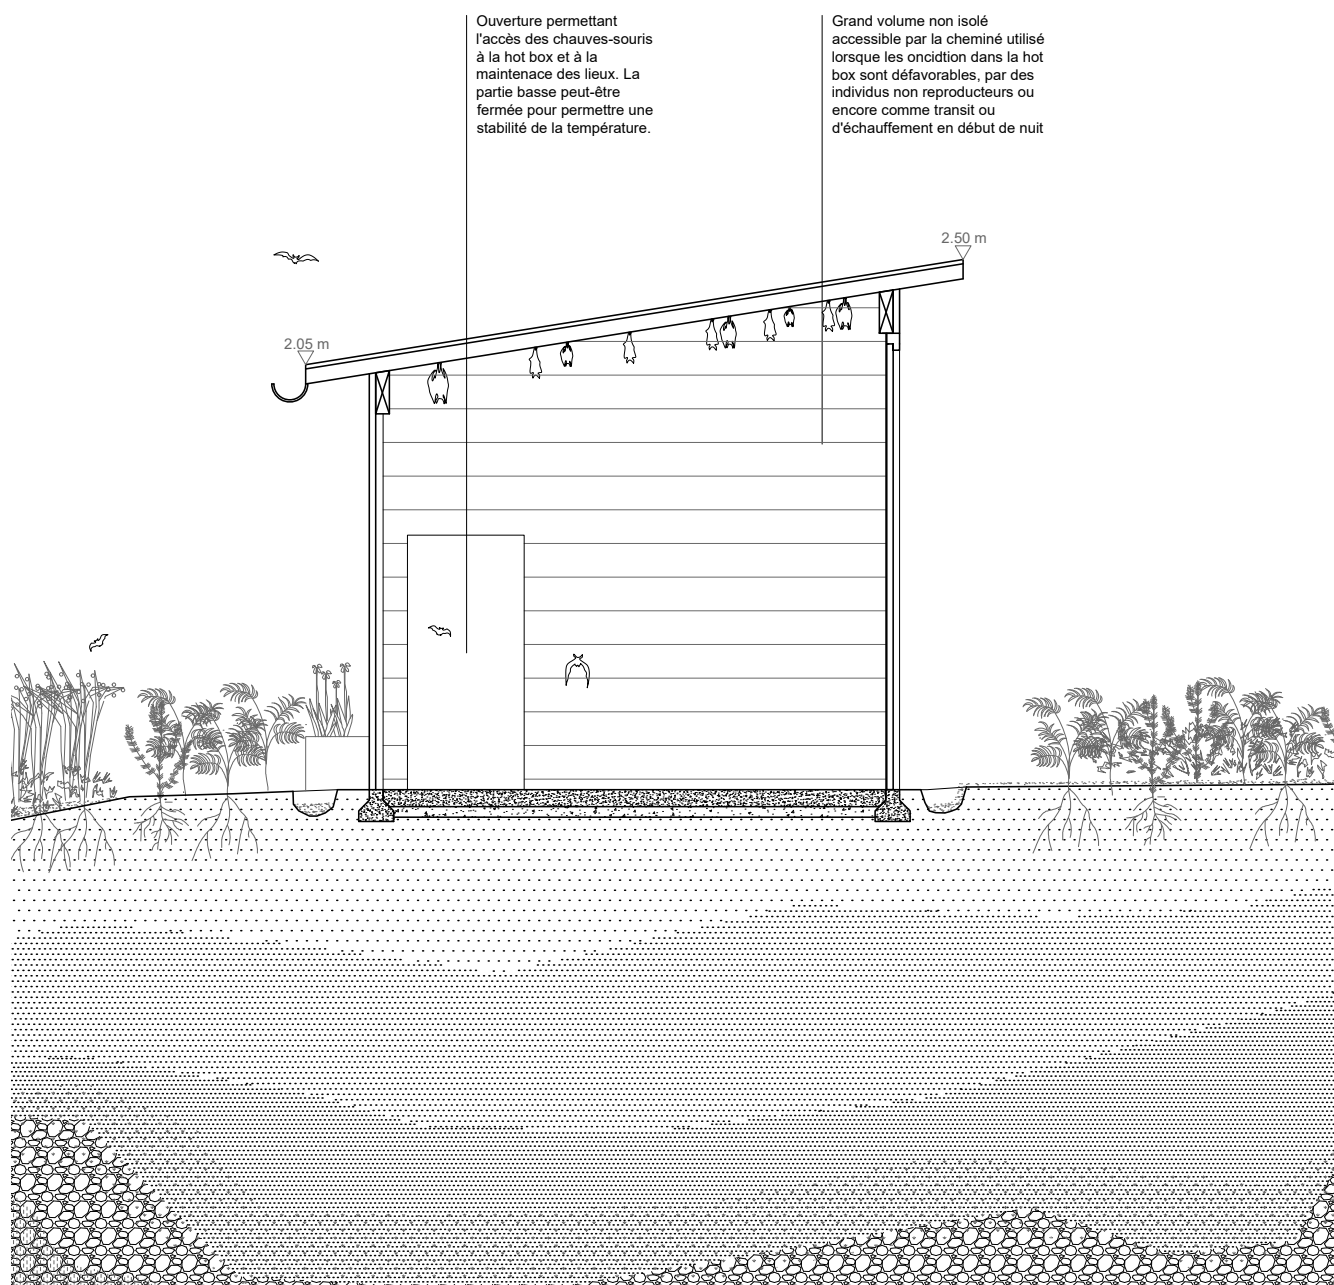 Ouverture permettant
l'accès des chauves-souris
à la hot box et à la
maintenace des lieux. La
partie basse peut-être
fermée pour permettre une
stabilité de la température.
Grand volume non isolé
accessible par la cheminé utilisé
lorsque les oncidtion dans la hot
box sont défavorables, par des
individus non reproducteurs ou
encore comme transit ou
d'échauffement en début de nuit
2.50 m
2.05 m